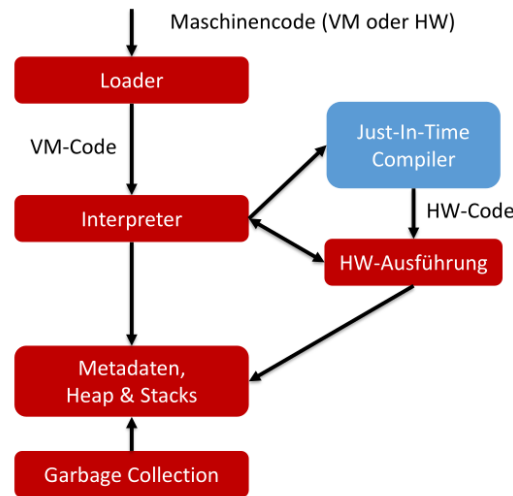 Maschinencode (VM oder HW)
Loader
VM-Code
Just-In-Time
Compiler
Interpreter
HW-Code
HW-Ausführung
Metadaten,
Heap & Stacks
Garbage Collection